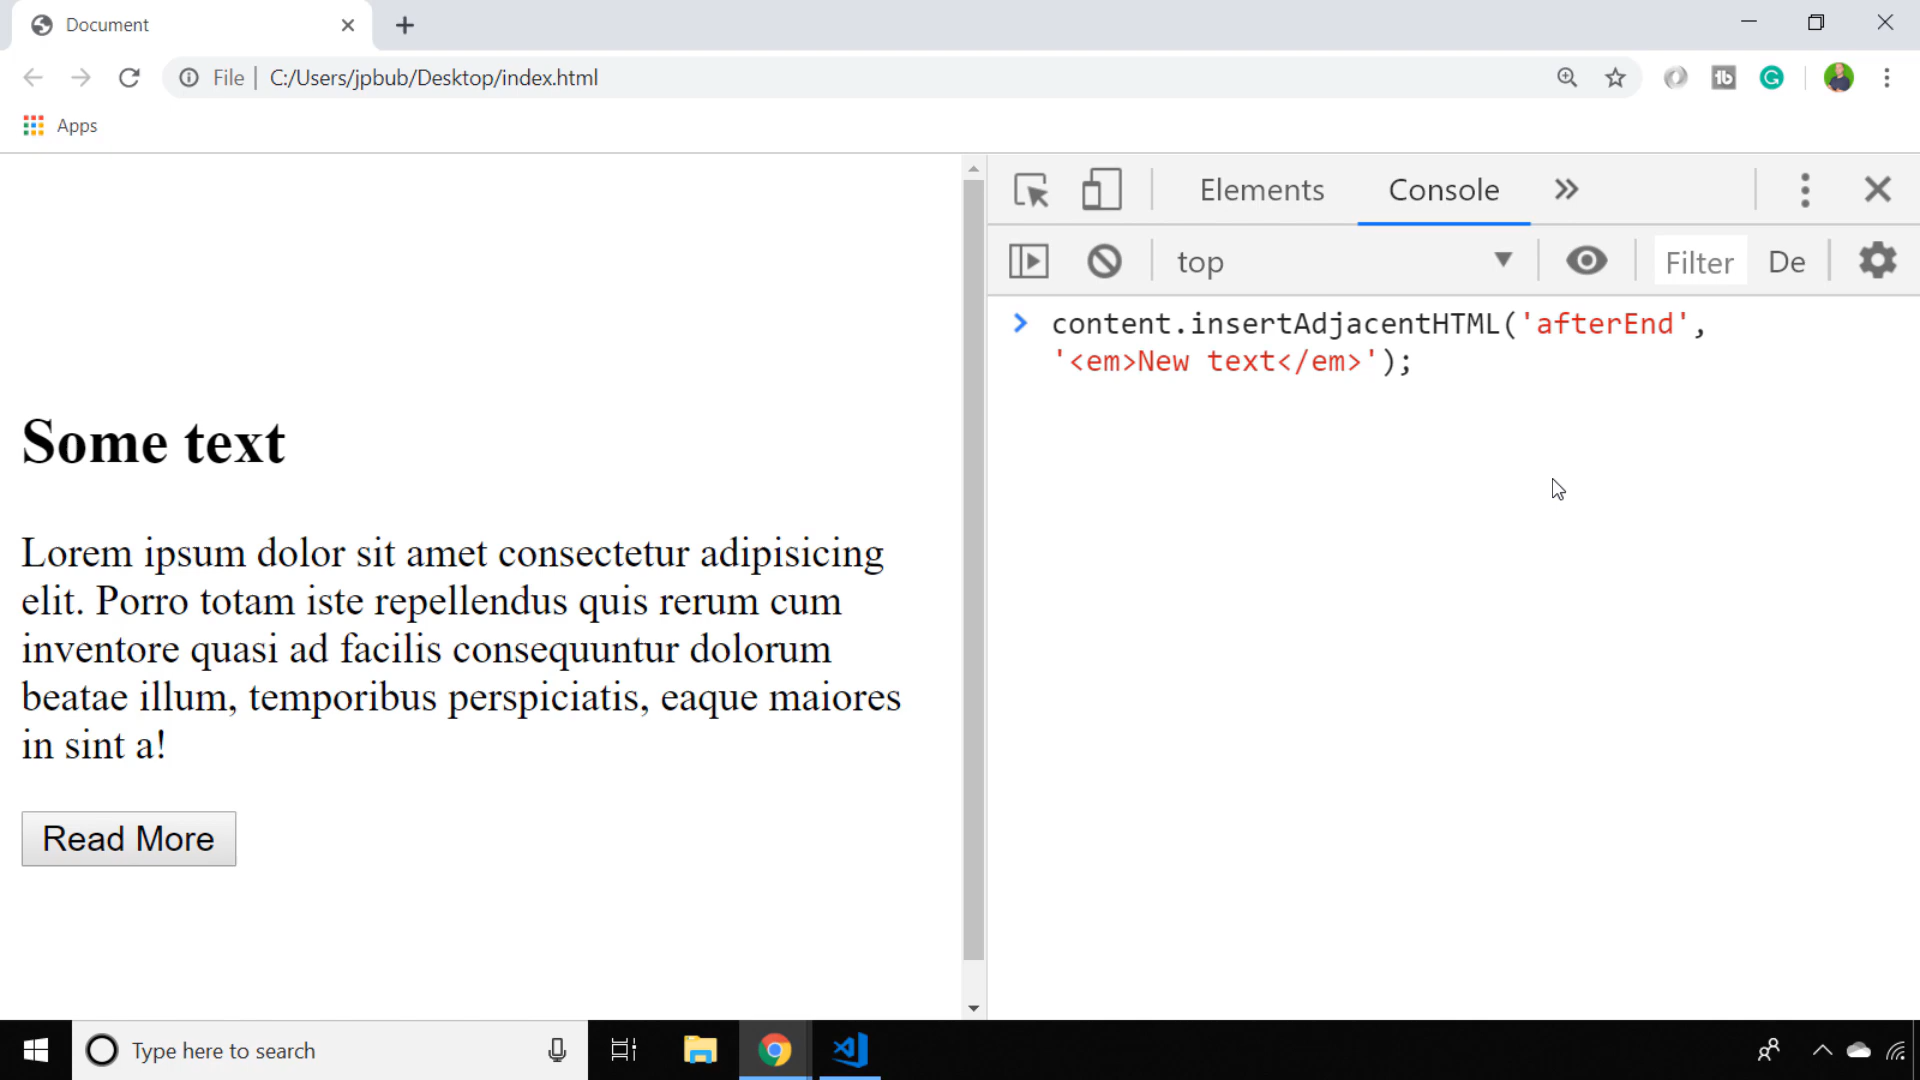 Document
File | C:/Users/jpbub/Desktop/index.html
Apps
Elements Console
top Filter De
content.insertAdjacentHTML('afterEnd',
'<em>New text</em>');
Some text
Lorem ipsum dolor sit amet consectetur adipisicing
elit. Porro totam iste repellendus quis rerum cum
inventore quasi ad facilis consequuntur dolorum
beatae illum, temporibus perspiciatis, eaque maiores
in sint a!
Read More
Type here to search